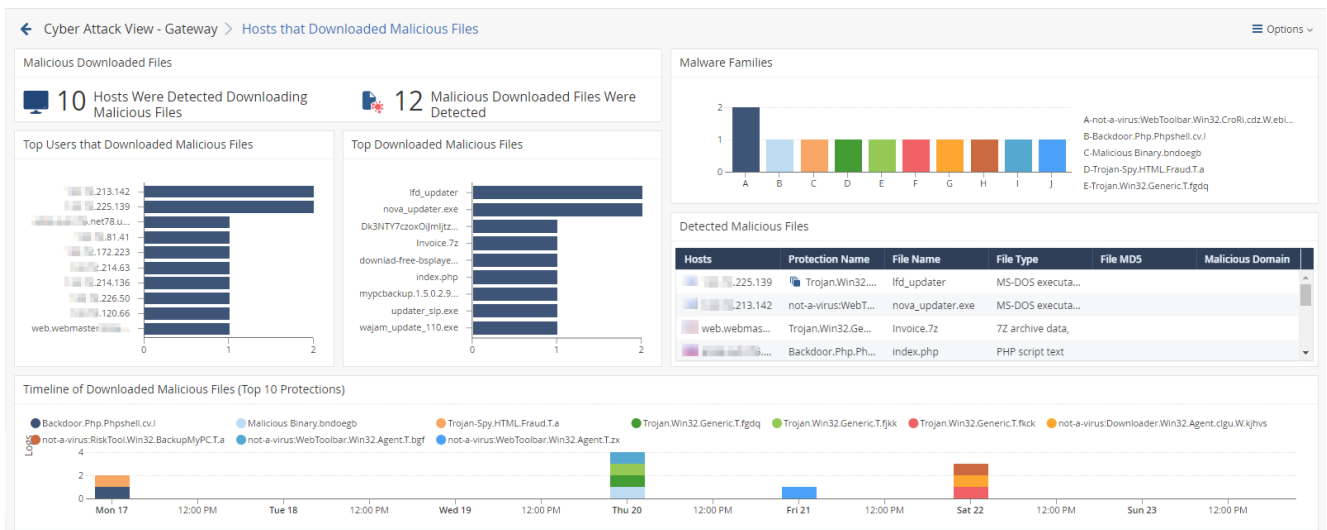 Cyber Attack View - Gateway > Hosts that Downloaded Malicious Files
Options
Malicious Downloaded Files
10 Hosts Were Detected Downloading
Malicious Files
12 Malicious Downloaded Files Were
Detected
Top Users that Downloaded Malicious Files
.213.142
.225.139
.net78.u...
.81.41
.172.223
.214.63
.214.136
.226.50
.120.66
web.webmaster
0 1 2
Top Downloaded Malicious Files
lfd_updater
nova_updater.exe
Dk3NTY7czoxOiJmIjtz...
Invoice.7z
downlad-free-bsplaye...
index.php
mypcbackup.1.5.0.2.9...
updater_slp.exe
wajam_update_110.exe
0 1 2
Malware Families
2
1
0
A B C D E F G H I J
A-not-a-virus:WebToolbar.Win32.CroRi.cdz.W.ebi...
B-Backdoor.Php.Phpshell.cv.l
C-Malicious Binary.bndoegb
D-Trojan-Spy.HTML.Fraud.T.a
E-Trojan.Win32.Generic.T.fgdq
Detected Malicious Files
Hosts Protection Name File Name File Type File MD5 Malicious Domain
.225.139 Trojan.Win32.... lfd_updater MS-DOS executa...
.213.142 not-a-virus:WebT... nova_updater.exe MS-DOS executa...
web.webmas... Trojan.Win32.Ge... Invoice.7z 7Z archive data,
Backdoor.Php.Ph... index.php PHP script text
Timeline of Downloaded Malicious Files (Top 10 Protections)
Backdoor.Php.Phpshell.cv.l Malicious Binary.bndoegb Trojan-Spy.HTML.Fraud.T.a Trojan.Win32.Generic.T.fgdq Trojan.Win32.Generic.T.fjkk Trojan.Win32.Generic.T.fkck not-a-virus:Downloader.Win32.Agent.clgu.W.kjhvs
not-a-virus:RiskTool.Win32.BackupMyPC.T.a not-a-virus:WebToolbar.Win32.Agent.T.bgf not-a-virus:WebToolbar.Win32.Agent.T.zx
Logs
4
2
0
Mon 17 12:00 PM Tue 18 12:00 PM Wed 19 12:00 PM Thu 20 12:00 PM Fri 21 12:00 PM Sat 22 12:00 PM Sun 23 12:00 PM